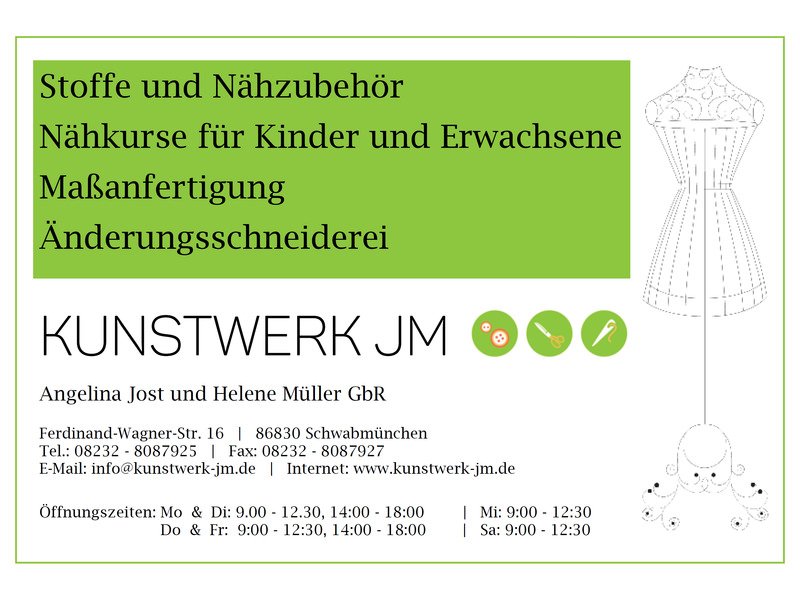 Stoffe und Nähzubehör
Nähkurse für Kinder und Erwachsene
Maßanfertigung
Änderungsschneiderei
KUNSTWERK JM
Angelina Jost und Helene Müller GbR
Ferdinand-Wagner-Str. 16 | 86830 Schwabmünchen
Tel.: 08232 - 8087925 | Fax: 08232 - 8087927
E-Mail: info@kunstwerk-jm.de | Internet: www.kunstwerk-jm.de
Öffnungszeiten: Mo & Di: 9.00 - 12.30, 14:00 - 18:00 | Mi: 9:00 - 12:30
Do & Fr: 9:00 - 12:30, 14:00 - 18:00 | Sa: 9:00 - 12:30